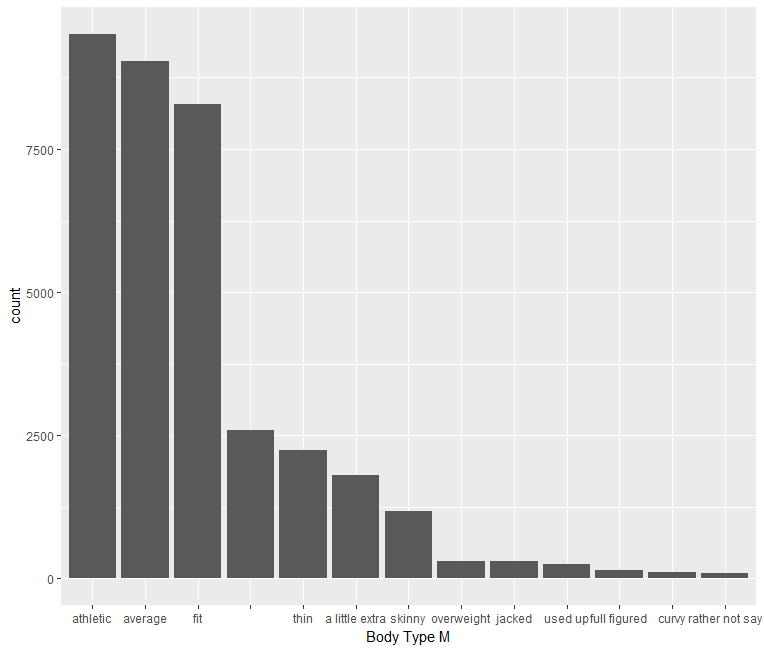 count
7500
5000
2500
0
athletic average fit thin a little extra skinny overweight jacked used up full figured curvy rather not say
Body Type M